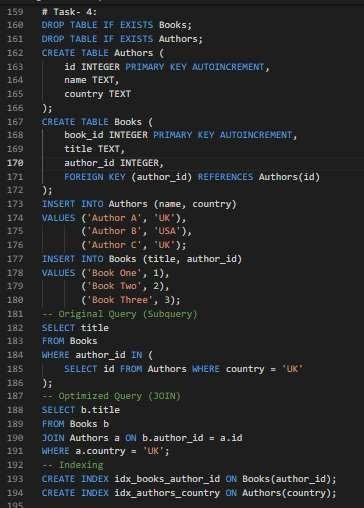 159 # Task- 4:
160 DROP TABLE IF EXISTS Books;
161 DROP TABLE IF EXISTS Authors;
162 CREATE TABLE Authors (
163     id INTEGER PRIMARY KEY AUTOINCREMENT,
164     name TEXT,
165     country TEXT
166 );
167 CREATE TABLE Books (
168     book_id INTEGER PRIMARY KEY AUTOINCREMENT,
169     title TEXT,
170     author_id INTEGER,
171     FOREIGN KEY (author_id) REFERENCES Authors(id)
172 );
173 INSERT INTO Authors (name, country)
174 VALUES ('Author A', 'UK'),
175        ('Author B', 'USA'),
176        ('Author C', 'UK');
177 INSERT INTO Books (title, author_id)
178 VALUES ('Book One', 1),
179        ('Book Two', 2),
180        ('Book Three', 3);
181 -- Original Query (Subquery)
182 SELECT title
183 FROM Books
184 WHERE author_id IN (
185     SELECT id FROM Authors WHERE country = 'UK'
186 );
187 -- Optimized Query (JOIN)
188 SELECT b.title
189 FROM Books b
190 JOIN Authors a ON b.author_id = a.id
191 WHERE a.country = 'UK';
192 -- Indexing
193 CREATE INDEX idx_books_author_id ON Books(author_id);
194 CREATE INDEX idx_authors_country ON Authors(country);
195